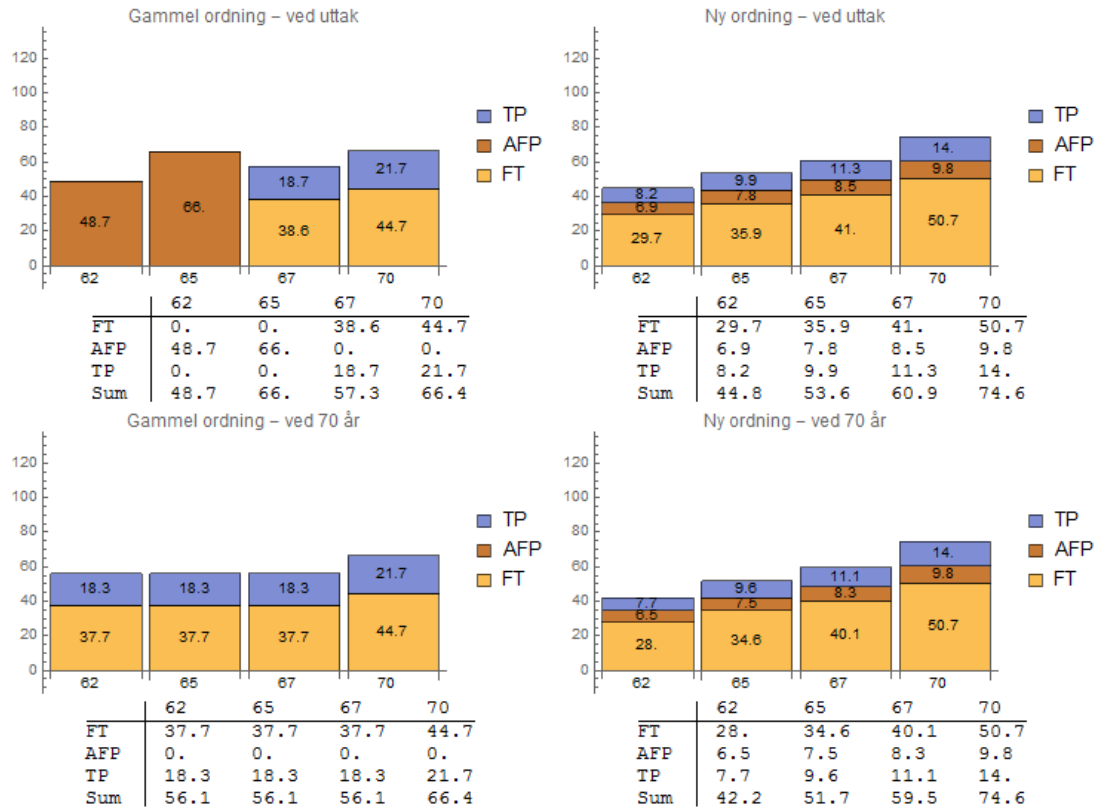 Gammel ordning – ved uttak
120
100
80
60
40
20
0
48.7
66.
18.7
38.6
21.7
44.7
62 65 67 70
TP
AFP
FT
62 65 67 70
FT 0. 0. 38.6 44.7
AFP 48.7 66. 0. 0.
TP 0. 0. 18.7 21.7
Sum 48.7 66. 57.3 66.4
Ny ordning – ved uttak
120
100
80
60
40
20
0
8.2
6.9
29.7
9.9
7.8
35.9
11.3
8.5
41.
14.
9.8
50.7
62 65 67 70
TP
AFP
FT
62 65 67 70
FT 29.7 35.9 41. 50.7
AFP 6.9 7.8 8.5 9.8
TP 8.2 9.9 11.3 14.
Sum 44.8 53.6 60.9 74.6
Gammel ordning – ved 70 år
120
100
80
60
40
20
0
18.3
37.7
18.3
37.7
18.3
37.7
21.7
44.7
62 65 67 70
TP
AFP
FT
62 65 67 70
FT 37.7 37.7 37.7 44.7
AFP 0. 0. 0. 0.
TP 18.3 18.3 18.3 21.7
Sum 56.1 56.1 56.1 66.4
Ny ordning – ved 70 år
120
100
80
60
40
20
0
7.7
6.5
28.
9.6
7.5
34.6
11.1
8.3
40.1
14.
9.8
50.7
62 65 67 70
TP
AFP
FT
62 65 67 70
FT 28. 34.6 40.1 50.7
AFP 6.5 7.5 8.3 9.8
TP 7.7 9.6 11.1 14.
Sum 42.2 51.7 59.5 74.6